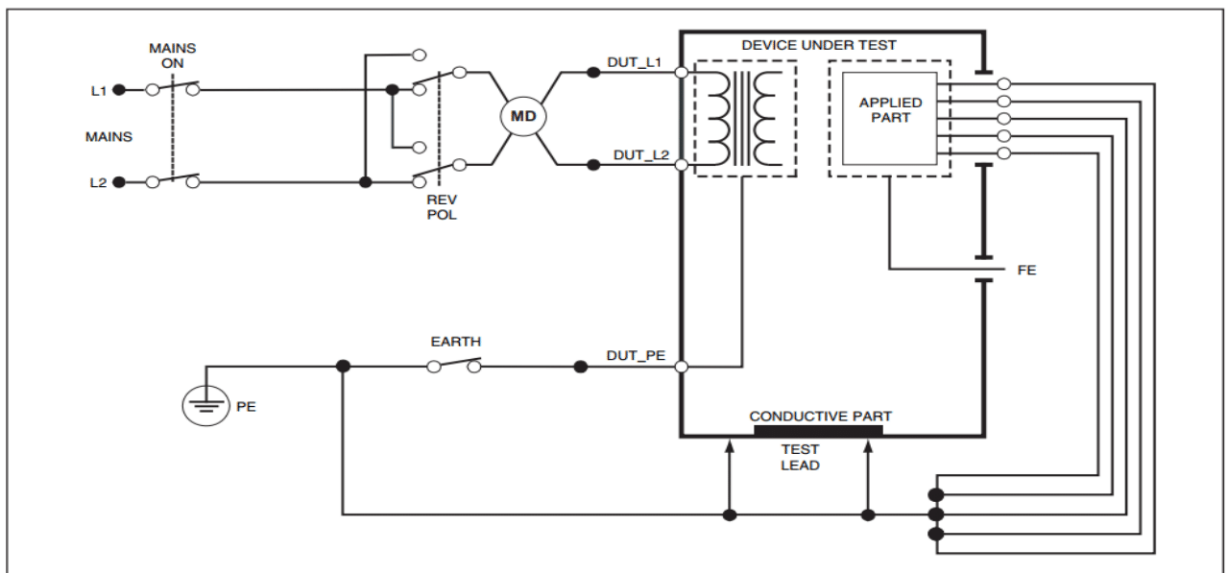 MAINS
ON
DEVICE UNDER TEST
DUT_L1
L1
MD
APPLIED
PART
MAINS
DUT_L2
L2
REV
POL
FE
EARTH
DUT_PE
PE
CONDUCTIVE PART
TEST
LEAD